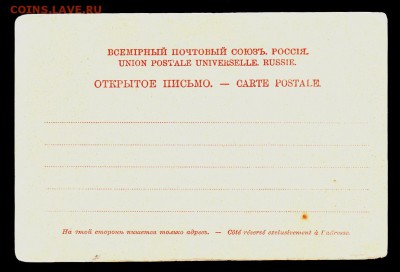 COINS.LAVE.RU
ВСЕМІРНЫЙ ПОЧТОВЫЙ СОЮЗЪ. РОССІЯ.
UNION POSTALE UNIVERSELLE. RUSSIE.
ОТКРЫТОЕ ПИСЬМО. — CARTE POSTALE.
На этой сторонѣ пишется только адресъ. — Côté réservé exclusivement à l'adresse.